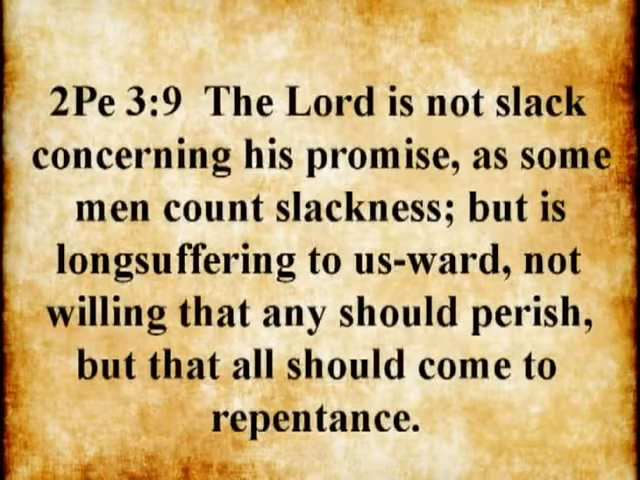 2Pe 3:9  The Lord is not slack
concerning his promise, as some
men count slackness; but is
longsuffering to us-ward, not
willing that any should perish,
but that all should come to
repentance.